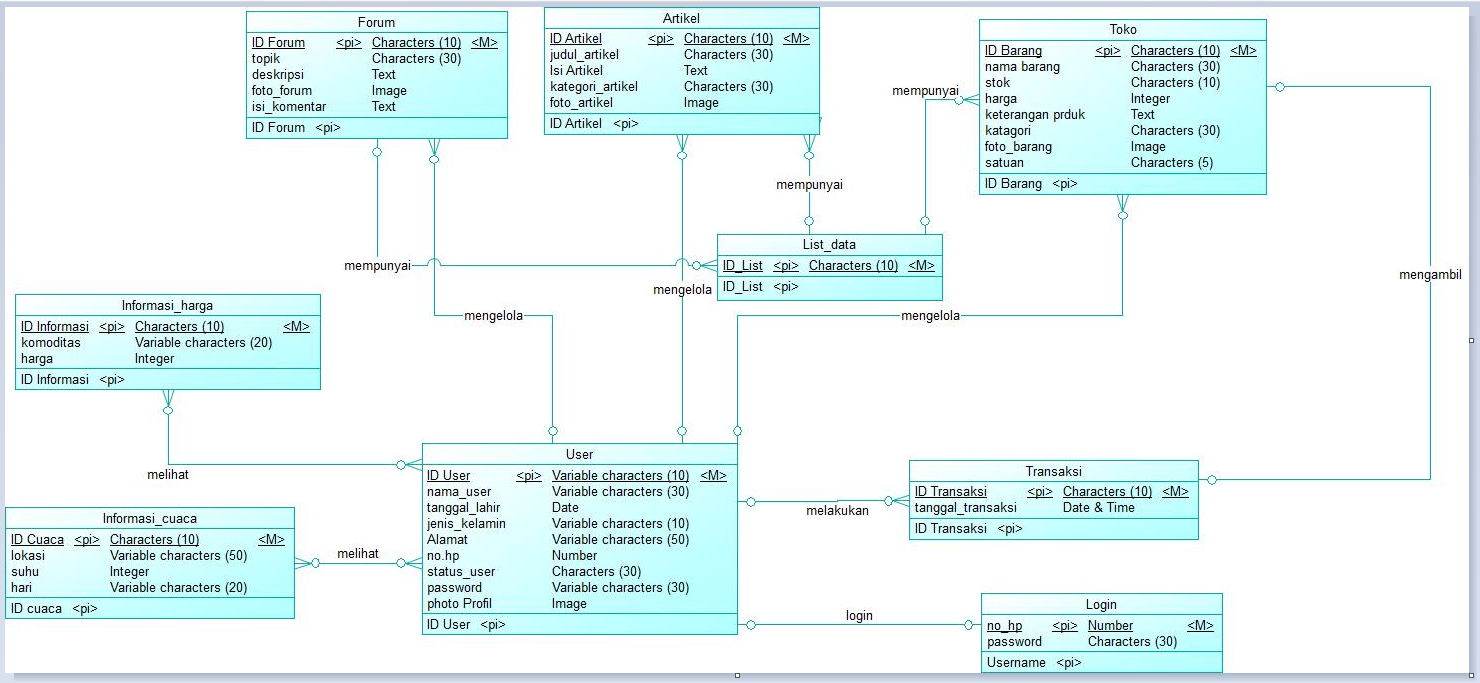 Forum
ID Forum <pi> Characters (10) <M>
topik Characters (30)
deskripsi Text
foto_forum Image
isi_komentar Text
ID Forum <pi>
Artikel
ID Artikel <pi> Characters (10) <M>
judul_artikel Characters (30)
Isi Artikel Text
kategori_artikel Characters (30)
foto_artikel Image
ID Artikel <pi>
Toko
ID Barang <pi> Characters (10) <M>
nama barang Characters (30)
stok Characters (10)
harga Integer
keterangan prduk Text
katagori Characters (30)
foto_barang Image
satuan Characters (5)
ID Barang <pi>
mempunyai
mempunyai
mempunyai
List_data
ID_List <pi> Characters (10) <M>
ID_List <pi>
mengambil
mengelola
mengelola
mengelola
Informasi_harga
ID Informasi <pi> Characters (10) <M>
komoditas Variable characters (20)
harga Integer
ID Informasi <pi>
melihat
User
ID User <pi> Variable characters (10) <M>
nama_user Variable characters (30)
tanggal_lahir Date
jenis_kelamin Variable characters (10)
Alamat Variable characters (50)
no.hp Number
status_user Characters (30)
password Variable characters (30)
photo Profil Image
ID User <pi>
Transaksi
ID Transaksi <pi> Characters (10) <M>
tanggal_transaksi Date & Time
ID Transaksi <pi>
melakukan
Informasi_cuaca
ID Cuaca <pi> Characters (10) <M>
lokasi Variable characters (50)
suhu Integer
hari Variable characters (20)
ID cuaca <pi>
melihat
login
Login
no_hp <pi> Number <M>
password Characters (30)
Username <pi>